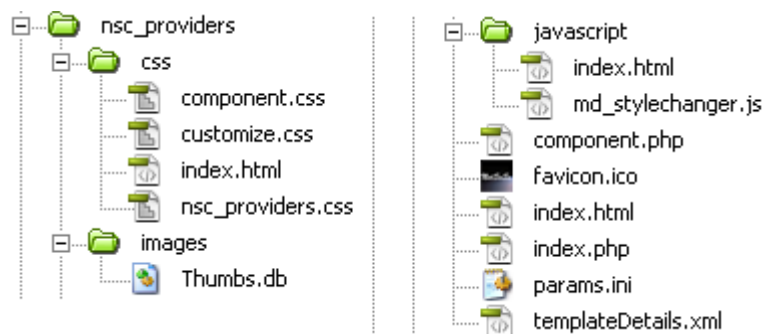 nsc_providers
css
component.css
customize.css
index.html
nsc_providers.css
images
Thumbs.db
javascript
index.html
md_stylechanger.js
component.php
favicon.ico
index.html
index.php
params.ini
templateDetails.xml